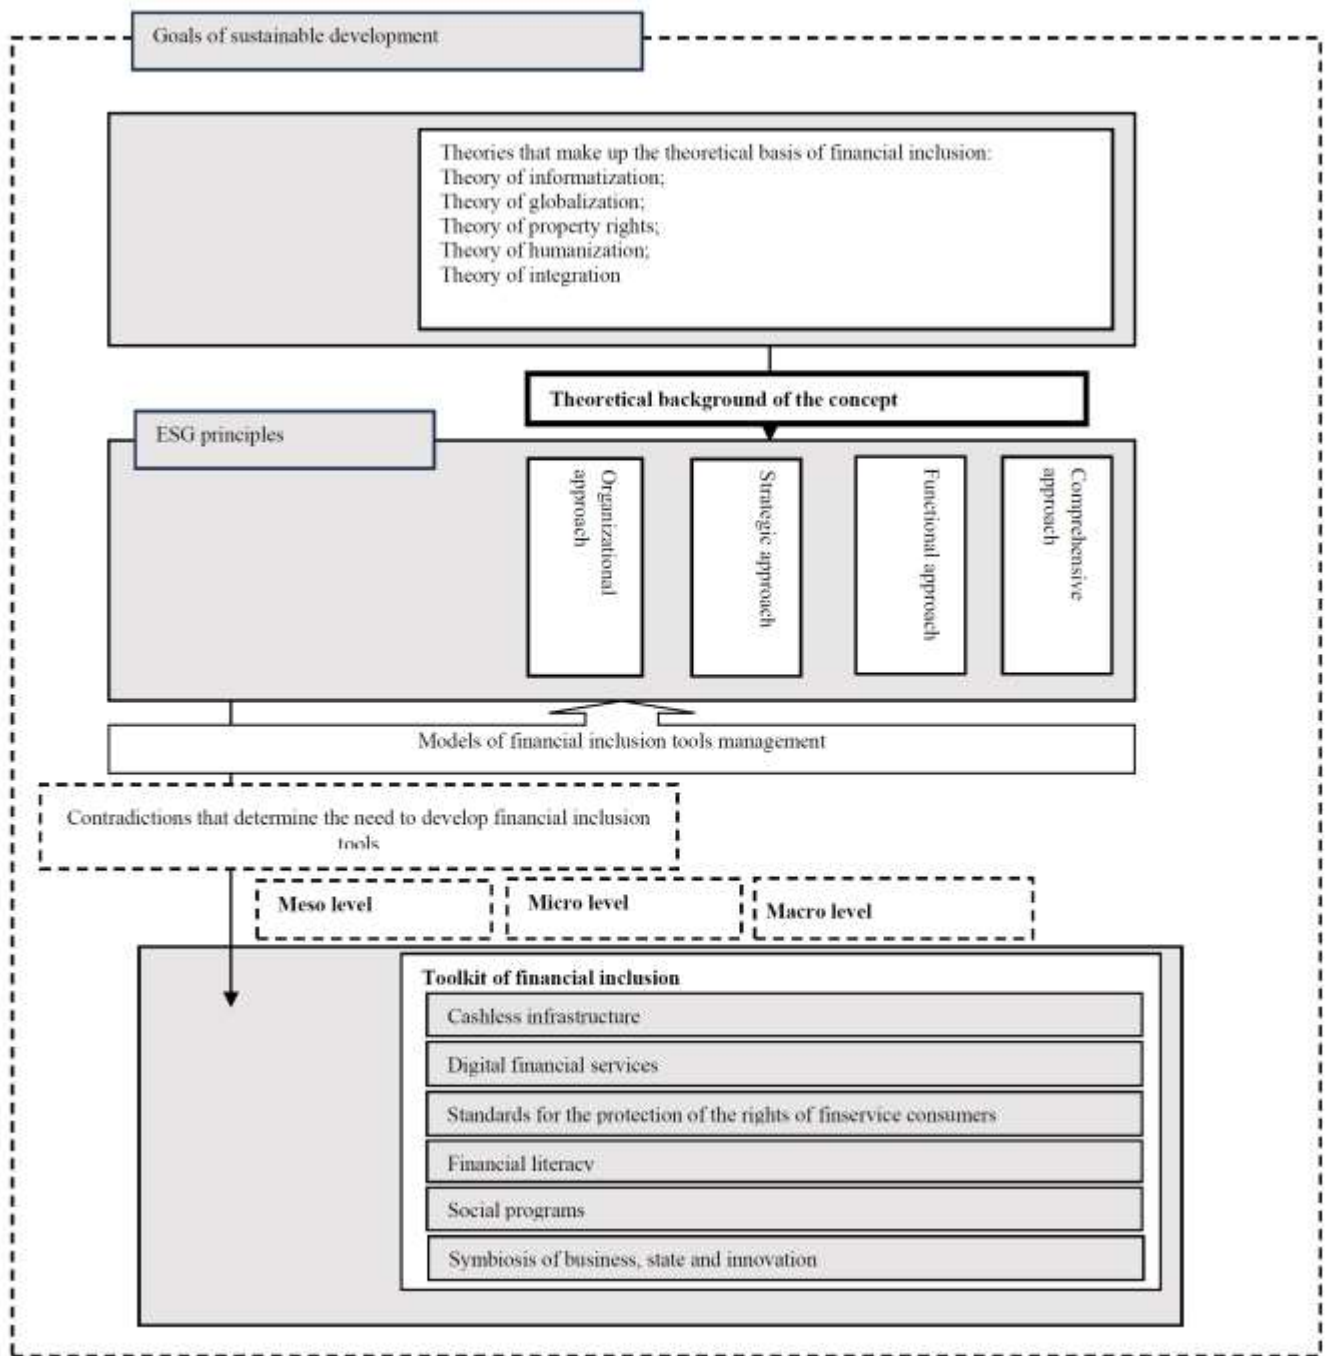 Goals of sustainable development
Theories that make up the theoretical basis of financial inclusion:
Theory of informatization;
Theory of globalization;
Theory of property rights;
Theory of humanization;
Theory of integration
Theoretical background of the concept
ESG principles
Organizational
approach
Strategic approach
Functional approach
Comprehensive
approach
Models of financial inclusion tools management
Contradictions that determine the need to develop financial inclusion
tools
Meso level
Micro level
Macro level
Toolkit of financial inclusion
Cashless infrastructure
Digital financial services
Standards for the protection of the rights of finservice consumers
Financial literacy
Social programs
Symbiosis of business, state and innovation